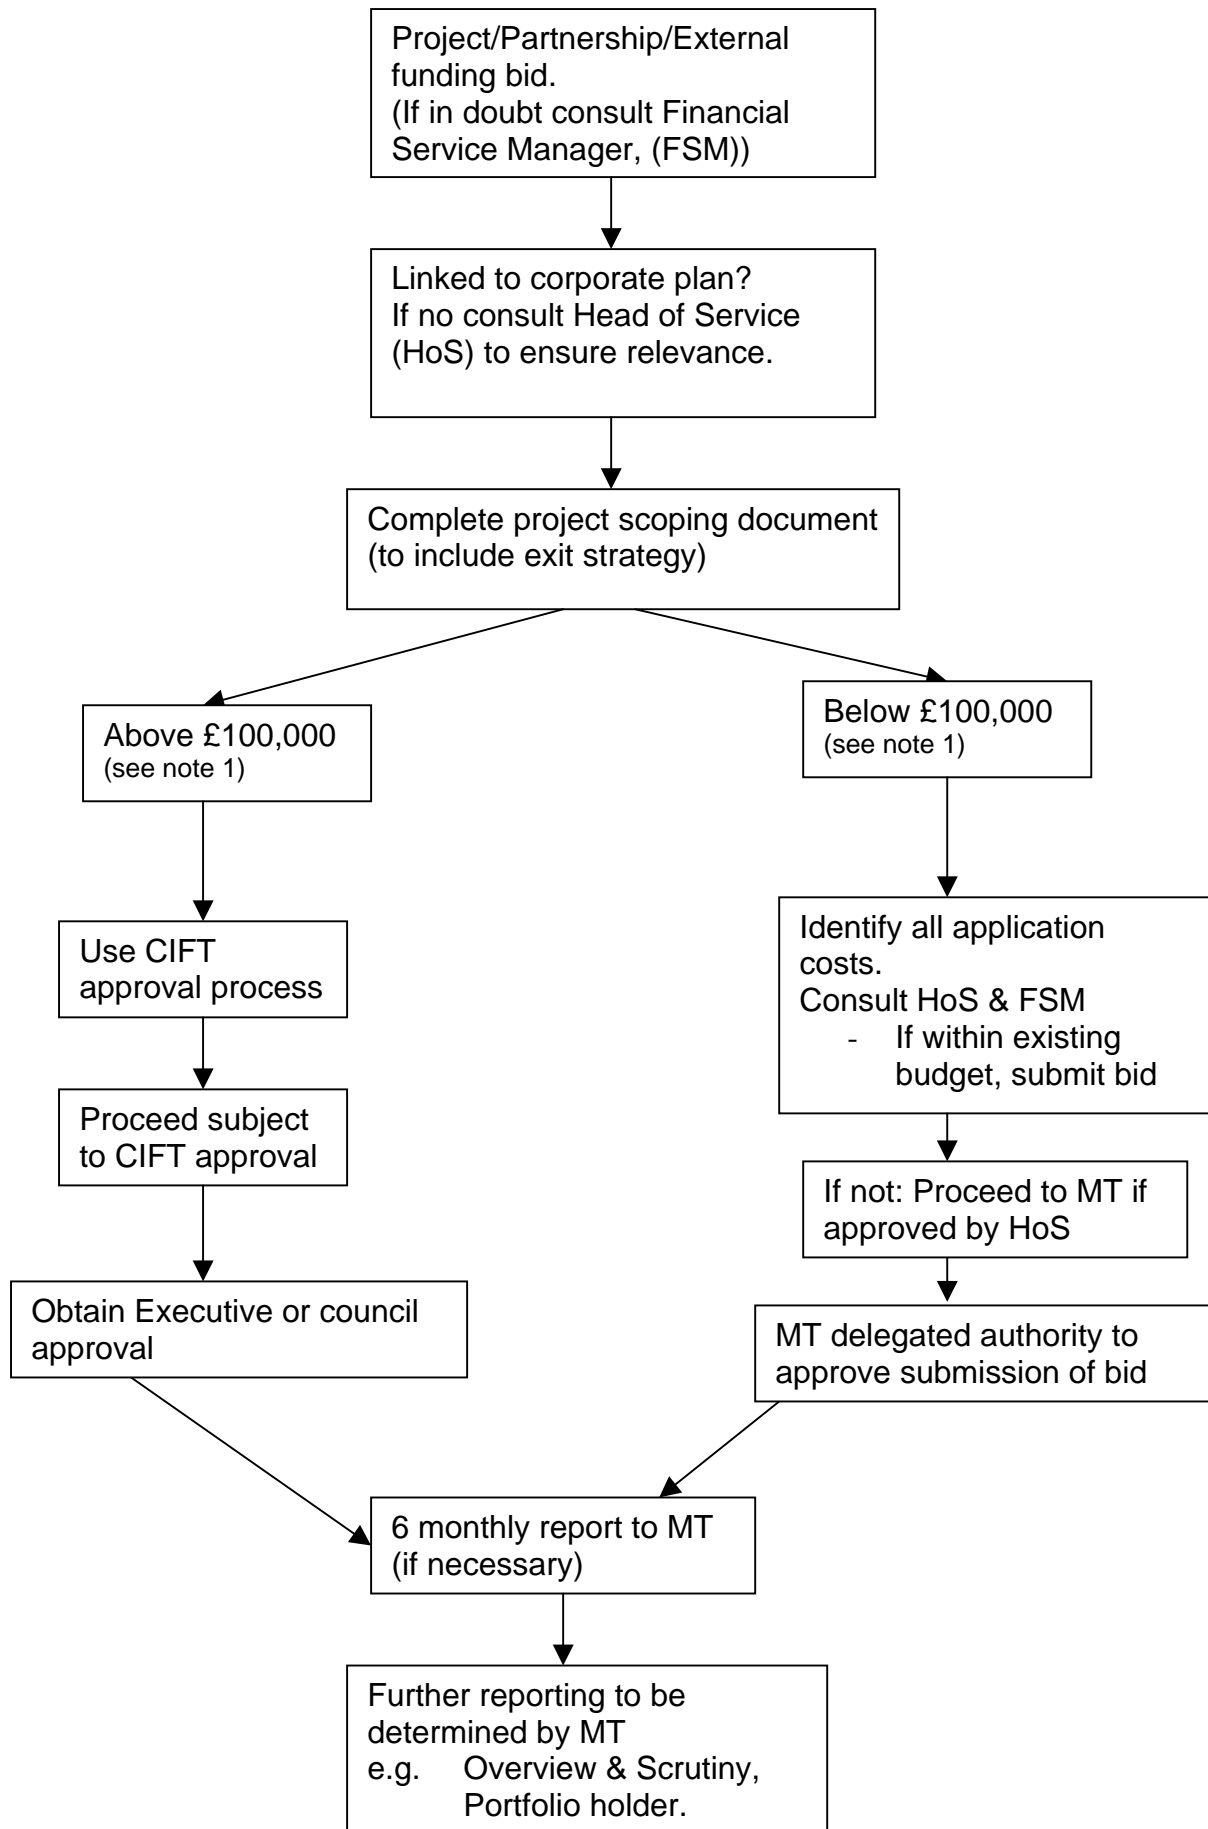 Project/Partnership/External
funding bid.
(If in doubt consult Financial
Service Manager, (FSM))
Linked to corporate plan?
If no consult Head of Service
(HoS) to ensure relevance.
Complete project scoping document
(to include exit strategy)
Above £100,000
(see note 1)
Below £100,000
(see note 1)
Use CIFT
approval process
Identify all application
costs.
Consult HoS & FSM
- If within existing
budget, submit bid
Proceed subject
to CIFT approval
If not: Proceed to MT if
approved by HoS
Obtain Executive or council
approval
MT delegated authority to
approve submission of bid
6 monthly report to MT
(if necessary)
Further reporting to be
determined by MT
e.g. Overview & Scrutiny,
Portfolio holder.